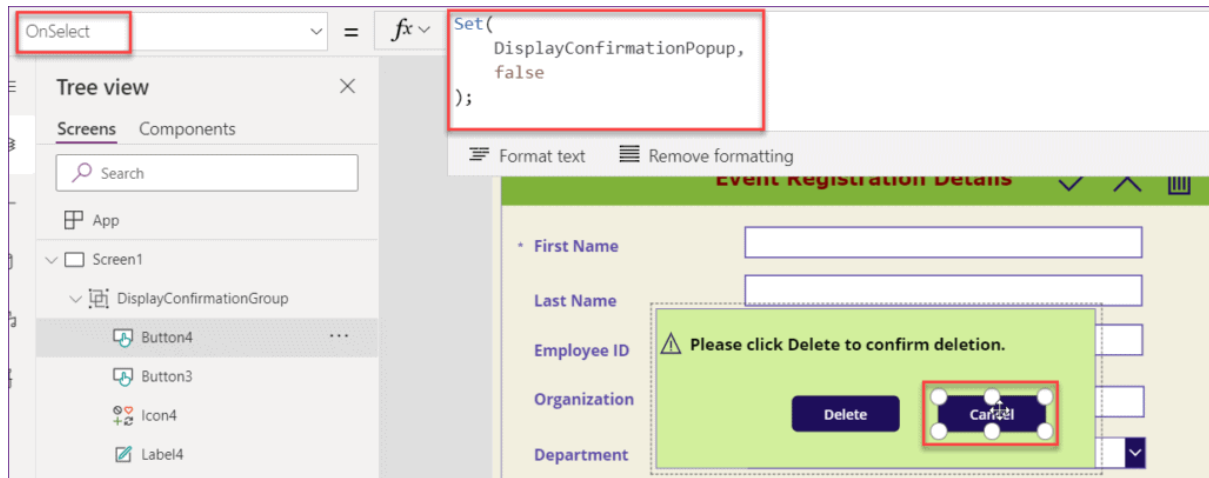 OnSelect
=
fx
Set(
DisplayConfirmationPopup,
false
);
Tree view
Screens
Components
Search
App
Screen1
DisplayConfirmationGroup
Button4
...
Button3
Icon4
Label4
Format text
Remove formatting
Event Registration Details
* First Name
Last Name
Employee ID
Organization
Department
Please click Delete to confirm deletion.
Delete
Cancel